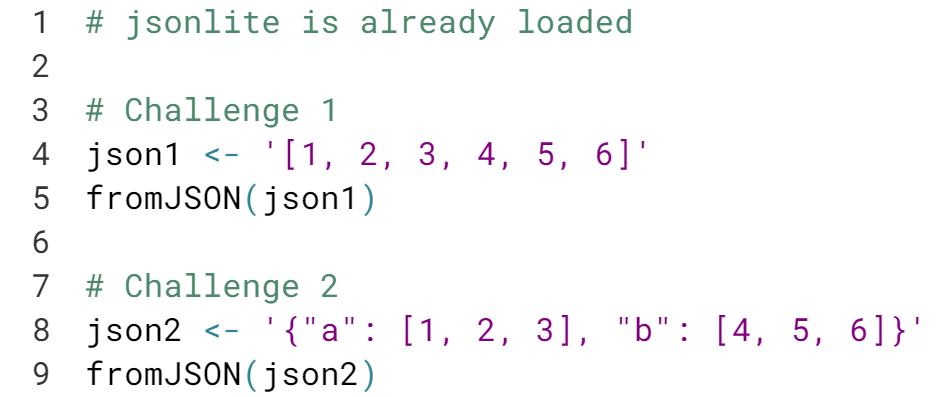 1 # jsonlite is already loaded
2
3 # Challenge 1
4 json1 <- '[1, 2, 3, 4, 5, 6]'
5 fromJSON(json1)
6
7 # Challenge 2
8 json2 <- '{"a": [1, 2, 3], "b": [4, 5, 6]}'
9 fromJSON(json2)